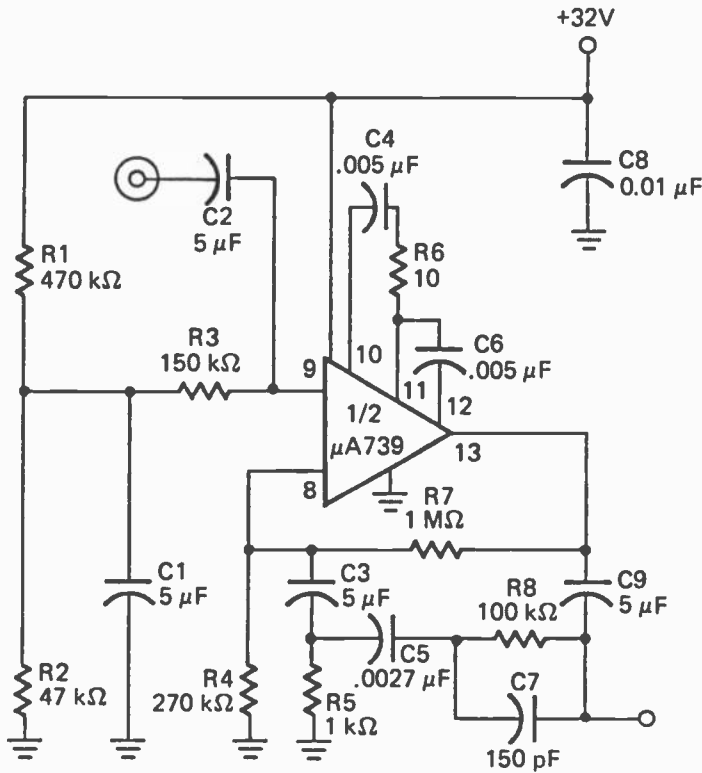 +32V
C4
.005 μF
C8
0.01 μF
C2
5 μF
R1
470 kΩ
R6
10
R3
150 kΩ
9
10
11
C6
.005 μF
12
1/2
μA739
13
8
R7
1 MΩ
C1
5 μF
C3
5 μF
R8
100 kΩ
C9
5 μF
R2
47 kΩ
R4
270 kΩ
R5
1 kΩ
C5
.0027 μF
C7
150 pF